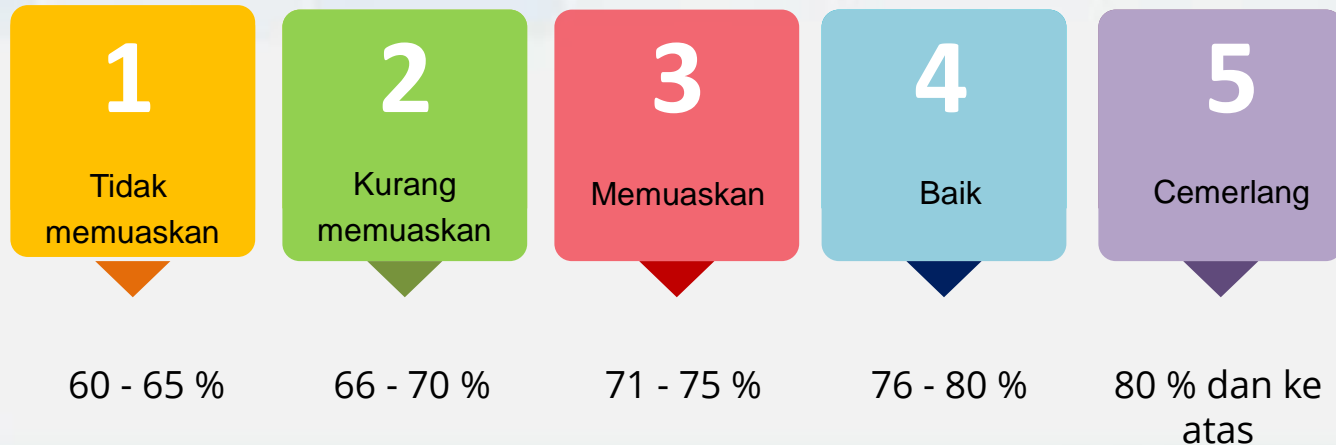 1
Tidak
memuaskan
2
Kurang
memuaskan
3
Memuaskan
4
Baik
5
Cemerlang
60 - 65 %
66 - 70 %
71 - 75 %
76 - 80 %
80 % dan ke
atas